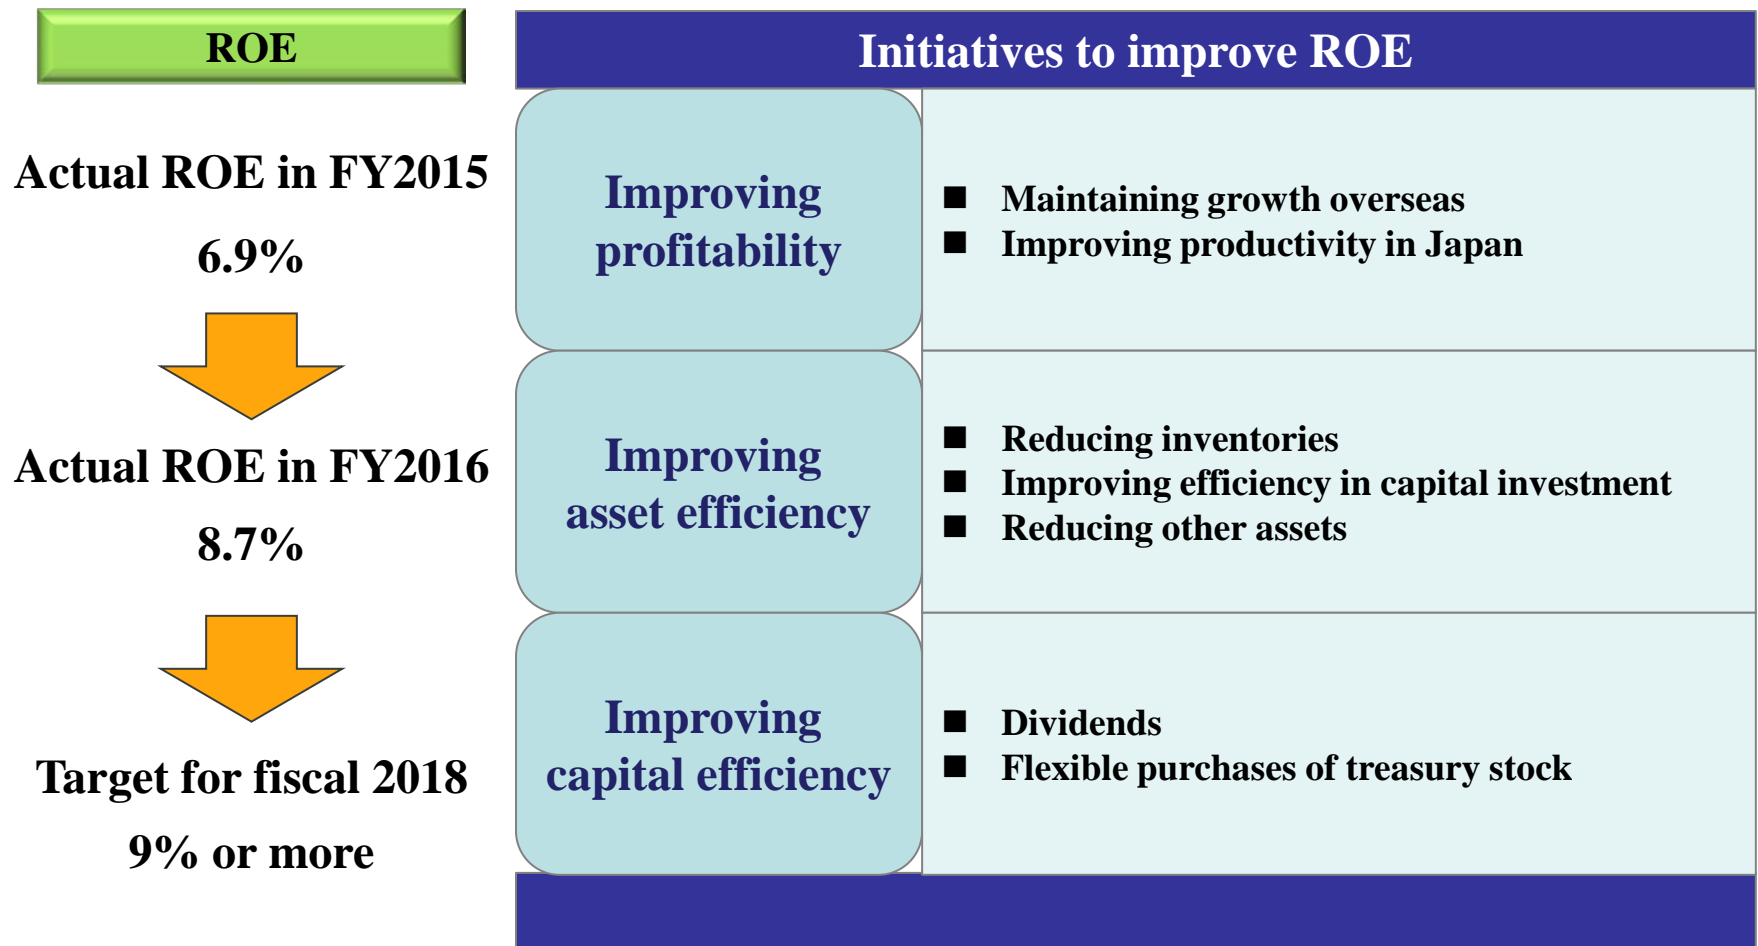 ROE
Actual ROE in FY2015
6.9%
Actual ROE in FY2016
8.7%
Target for fiscal 2018
9% or more
Initiatives to improve ROE
Improving
profitability
■ Maintaining growth overseas
■ Improving productivity in Japan
Improving
asset efficiency
■ Reducing inventories
■ Improving efficiency in capital investment
■ Reducing other assets
Improving
capital efficiency
■ Dividends
■ Flexible purchases of treasury stock